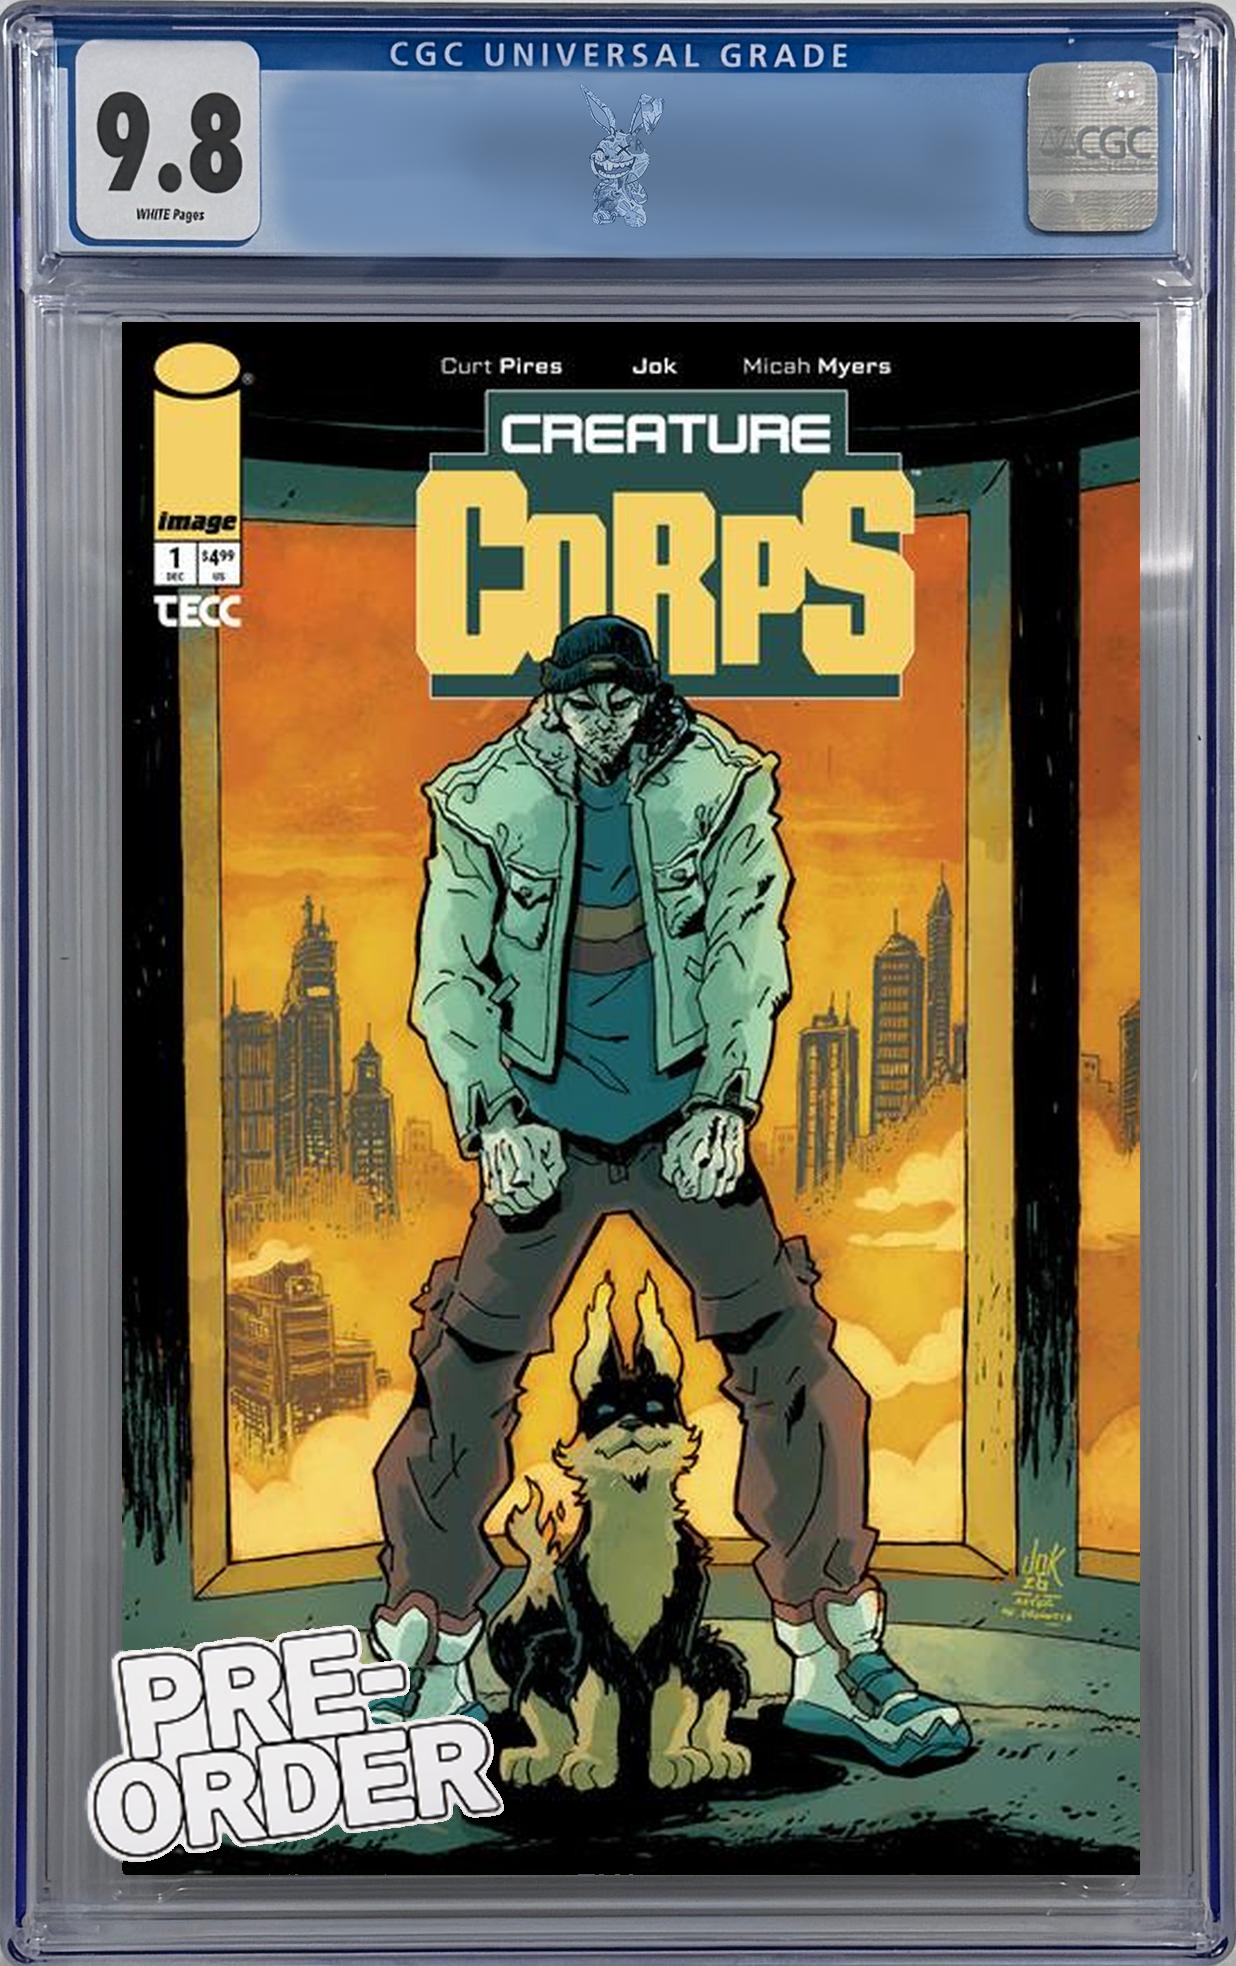 CGC UNIVERSAL GRADE
9.8
WHITE Pages
CGC
Curt Pires Jok Micah Myers
CREATURE
CORPS
™
®
image
1 $4.99
DEC US
TECC
JOK
PRE-
ORDER